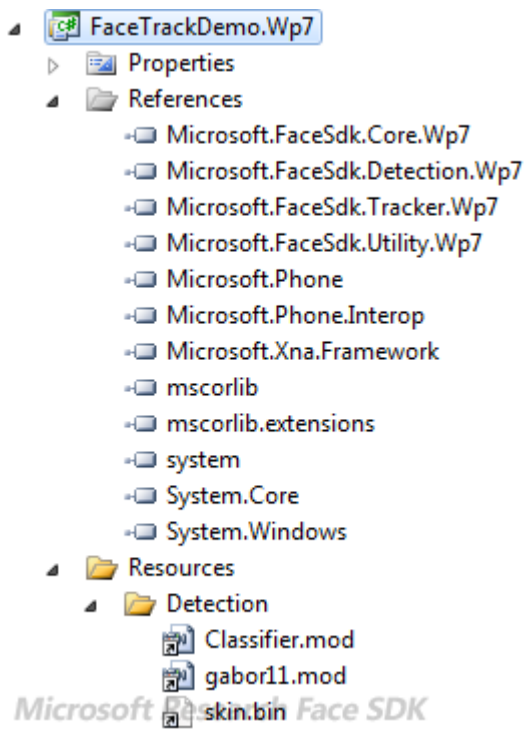 FaceTrackDemo.Wp7
Properties
References
Microsoft.FaceSdk.Core.Wp7
Microsoft.FaceSdk.Detection.Wp7
Microsoft.FaceSdk.Tracker.Wp7
Microsoft.FaceSdk.Utility.Wp7
Microsoft.Phone
Microsoft.Phone.Interop
Microsoft.Xna.Framework
mscorlib
mscorlib.extensions
system
System.Core
System.Windows
Resources
Detection
Classifier.mod
gabor11.mod
skin.bin
Microsoft Research Face SDK